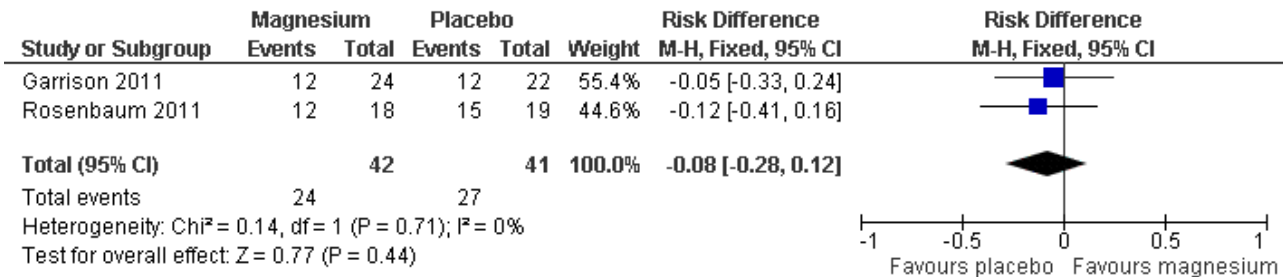 Magnesium Placebo Risk Difference Risk Difference
Study or Subgroup Events Total Events Total Weight M-H, Fixed, 95% CI M-H, Fixed, 95% CI
Garrison 2011 12 24 12 22 55.4% -0.05 [-0.33, 0.24]
Rosenbaum 2011 12 18 15 19 44.6% -0.12 [-0.41, 0.16]
Total (95% CI) 42 41 100.0% -0.08 [-0.28, 0.12]
Total events 24 27
Heterogeneity: Chi² = 0.14, df = 1 (P = 0.71); I² = 0%
Test for overall effect: Z = 0.77 (P = 0.44)
-1 -0.5 0 0.5 1
Favours placebo Favours magnesium